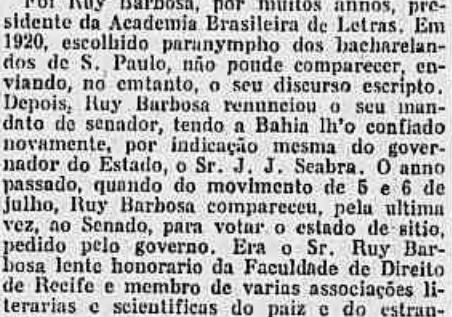 Foi Ruy Barbosa, por muitos annos, pre-
sidente da Academia Brasileira de Letras. Em
1920, escolhido paranympho dos bacharelan-
dos de S. Paulo, não poude comparecer, en-
viando, no emtanto, o seu discurso escripto.
Depois, Ruy Barbosa renunciou o seu man-
dato de senador, tendo a Bahia lh'o confiado
novamente, por indicação mesma do gover-
nador do Estado, o Sr. J. J. Seabra. O anno
passado, quando do movimento de 5 e 6 de
julho, Ruy Barbosa compareceu, pela ultima
vez, ao Senado, para votar o estado de sitio,
pedido pelo governo. Era o Sr. Ruy Bar-
bosa lente honorario da Faculdade de Direito
de Recife e membro de varias associações li-
terarias e scientificas do paiz e do estran-